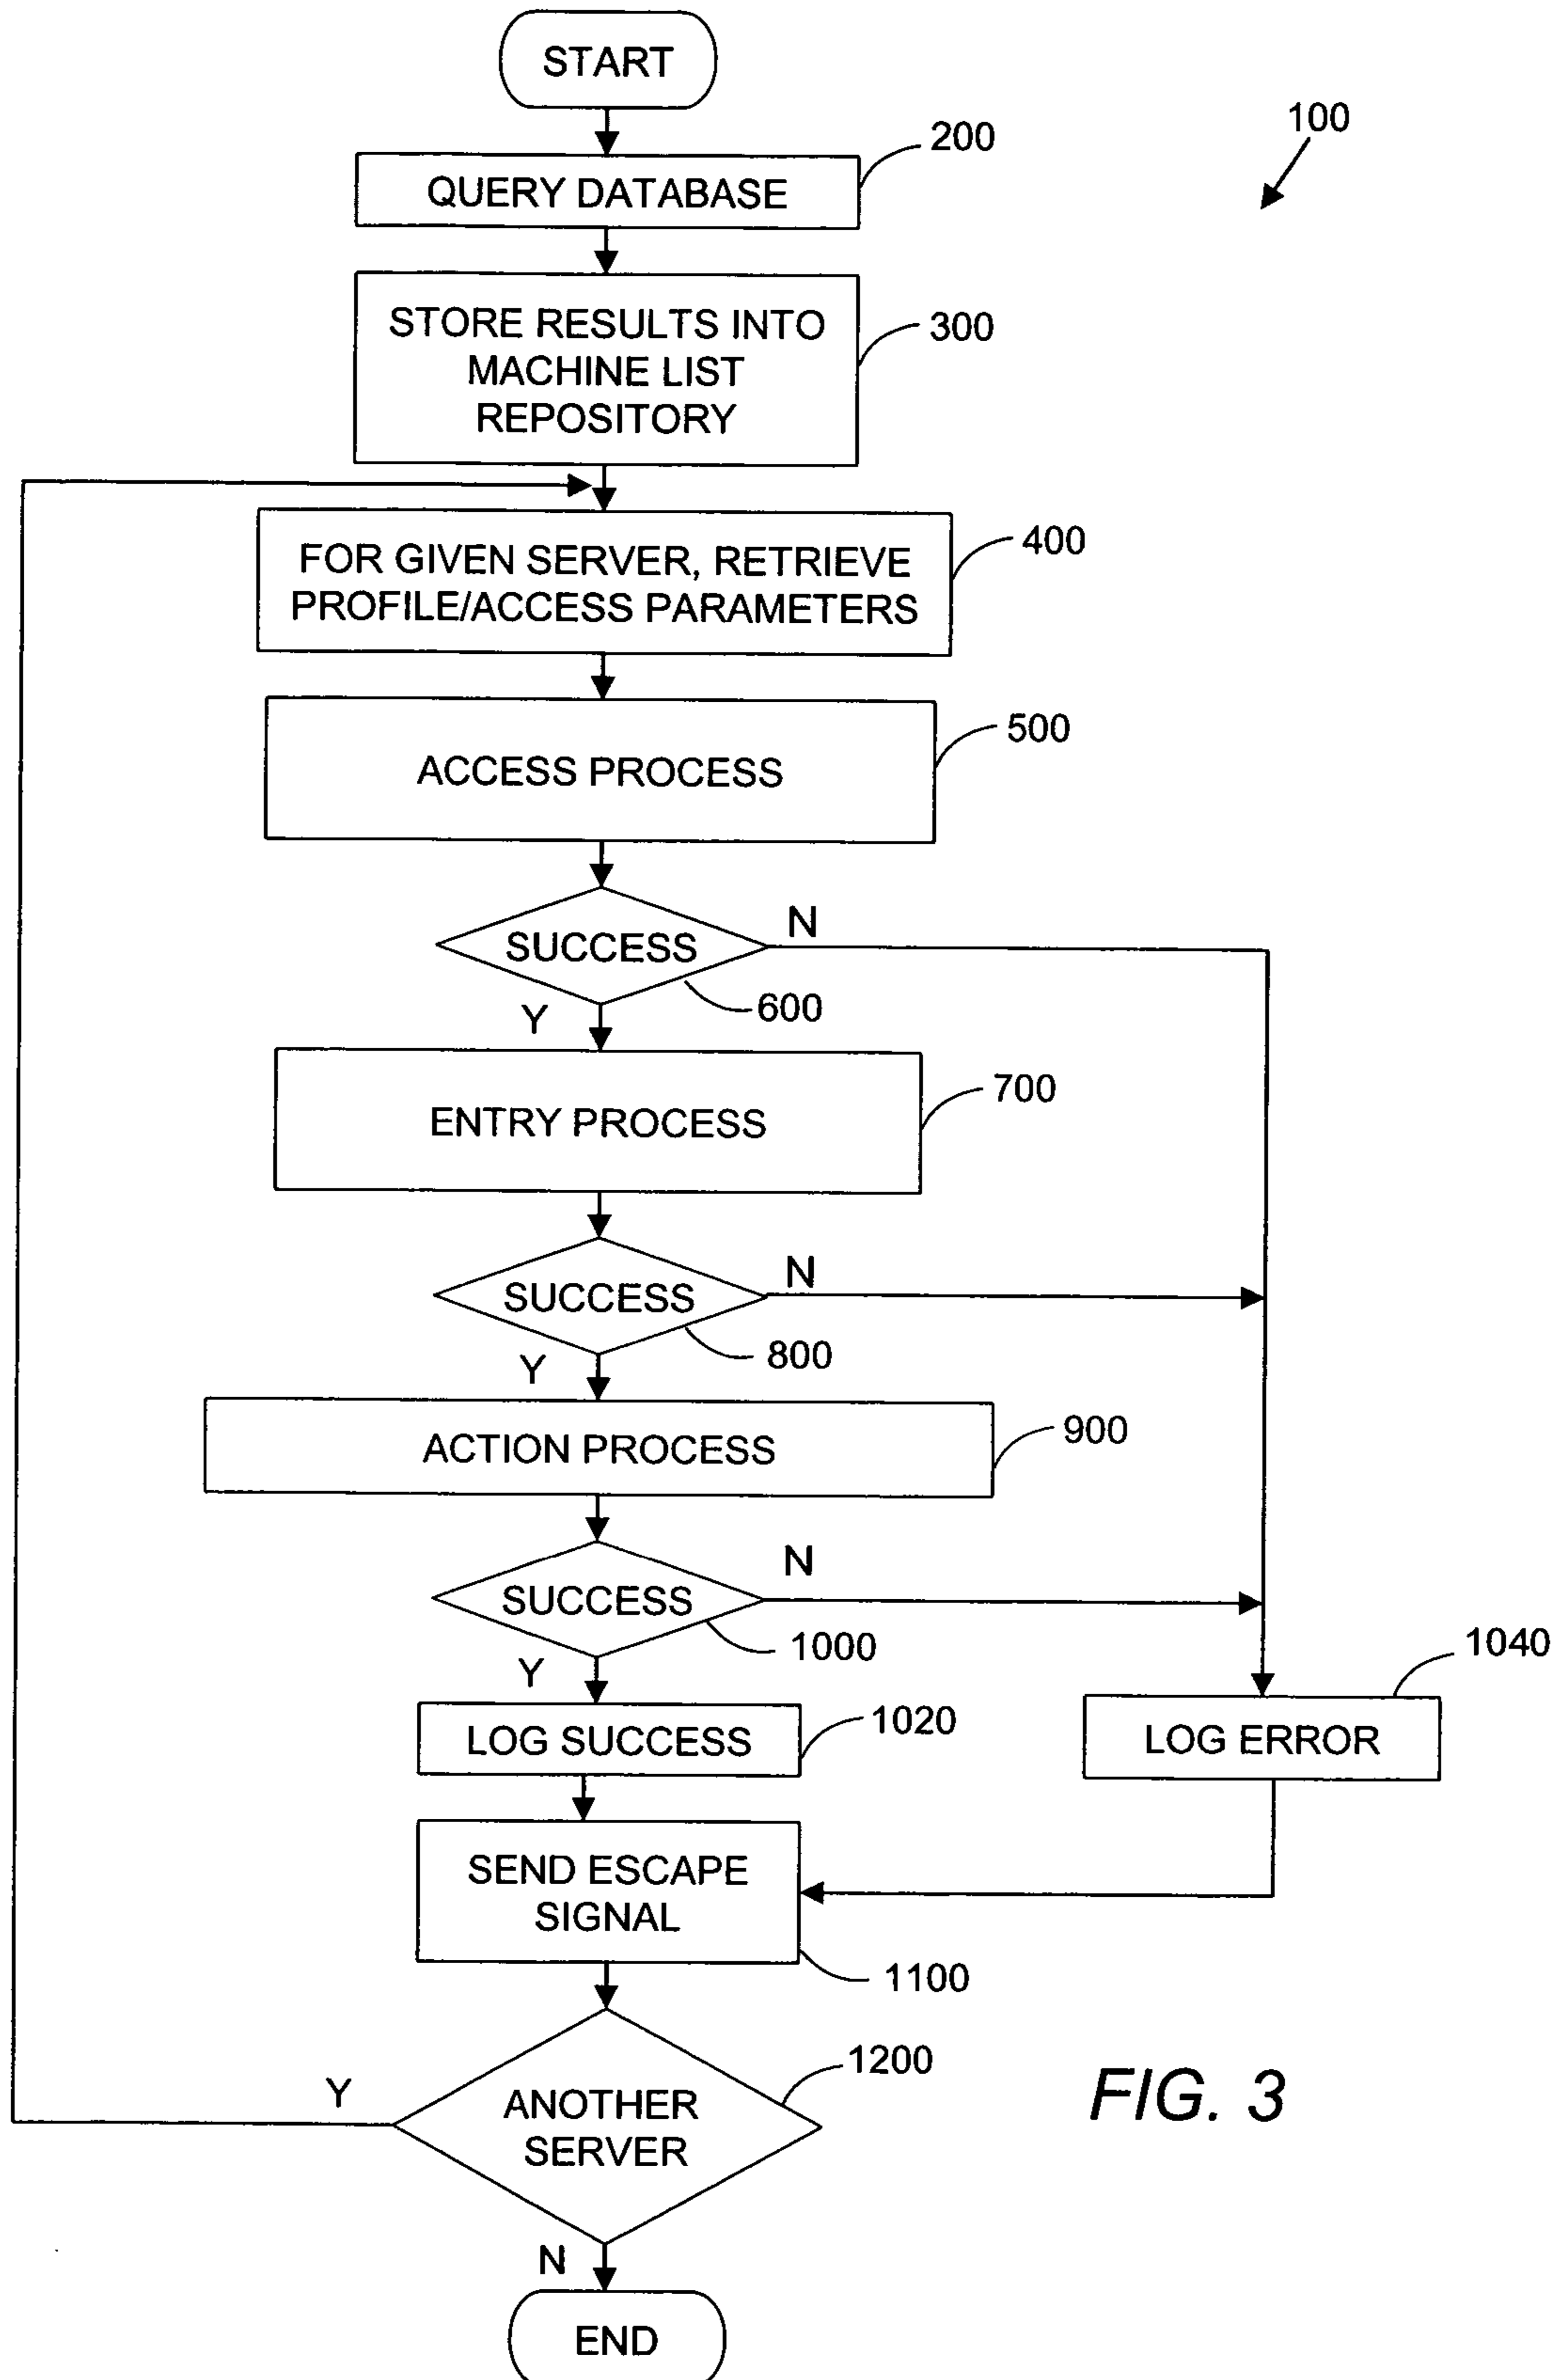 START
100
200
QUERY DATABASE
STORE RESULTS INTO
MACHINE LIST
REPOSITORY
300
FOR GIVEN SERVER, RETRIEVE
PROFILE/ACCESS PARAMETERS
400
ACCESS PROCESS
500
SUCCESS
N
600
Y
ENTRY PROCESS
700
SUCCESS
N
800
Y
ACTION PROCESS
900
SUCCESS
N
1000
Y
LOG SUCCESS
1020
1040
LOG ERROR
SEND ESCAPE
SIGNAL
1100
ANOTHER
SERVER
1200
Y
N
END
FIG. 3